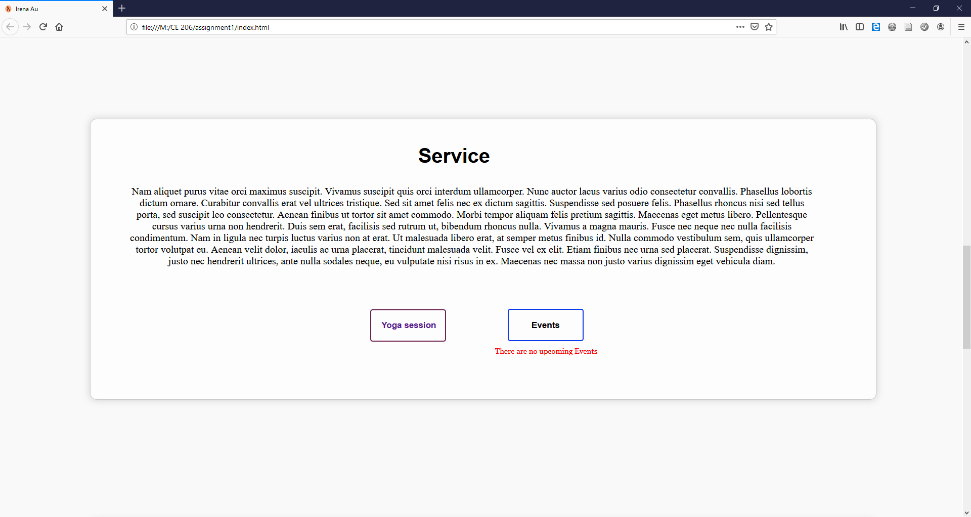 Irena Au
file:///M:/CE 206/assignment1/index.html
Service
Nam aliquet purus vitae orci maximus suscipit. Vivamus suscipit quis orci interdum ullamcorper. Nunc auctor lacus varius odio consectetur convallis. Phasellus lobortis
dictum ornare. Curabitur convallis erat vel ultrices tristique. Sed sit amet felis nec ex dictum sagittis. Suspendisse sed posuere felis. Phasellus rhoncus nisi sed tellus
porta, sed suscipit leo consectetur. Aenean finibus ut tortor sit amet commodo. Morbi tempor aliquam felis pretium sagittis. Maecenas eget metus libero. Pellentesque
cursus varius urna non hendrerit. Duis sem erat, facilisis sed rutrum ut, bibendum rhoncus nulla. Vivamus a magna mauris. Fusce nec neque nec nulla facilisis
condimentum. Nam in ligula nec turpis luctus varius non at erat. Ut malesuada libero erat, at semper metus finibus id. Nulla commodo vestibulum sem, quis ullamcorper
tortor volutpat eu. Aenean velit dolor, iaculis ac urna placerat, tincidunt malesuada velit. Fusce vel ex elit. Etiam finibus nec urna sed placerat. Suspendisse dignissim,
justo nec hendrerit ultrices, ante nulla sodales neque, eu vulputate nisi risus in ex. Maecenas nec massa non justo varius dignissim eget vehicula diam.
Yoga session
Events
There are no upcoming Events